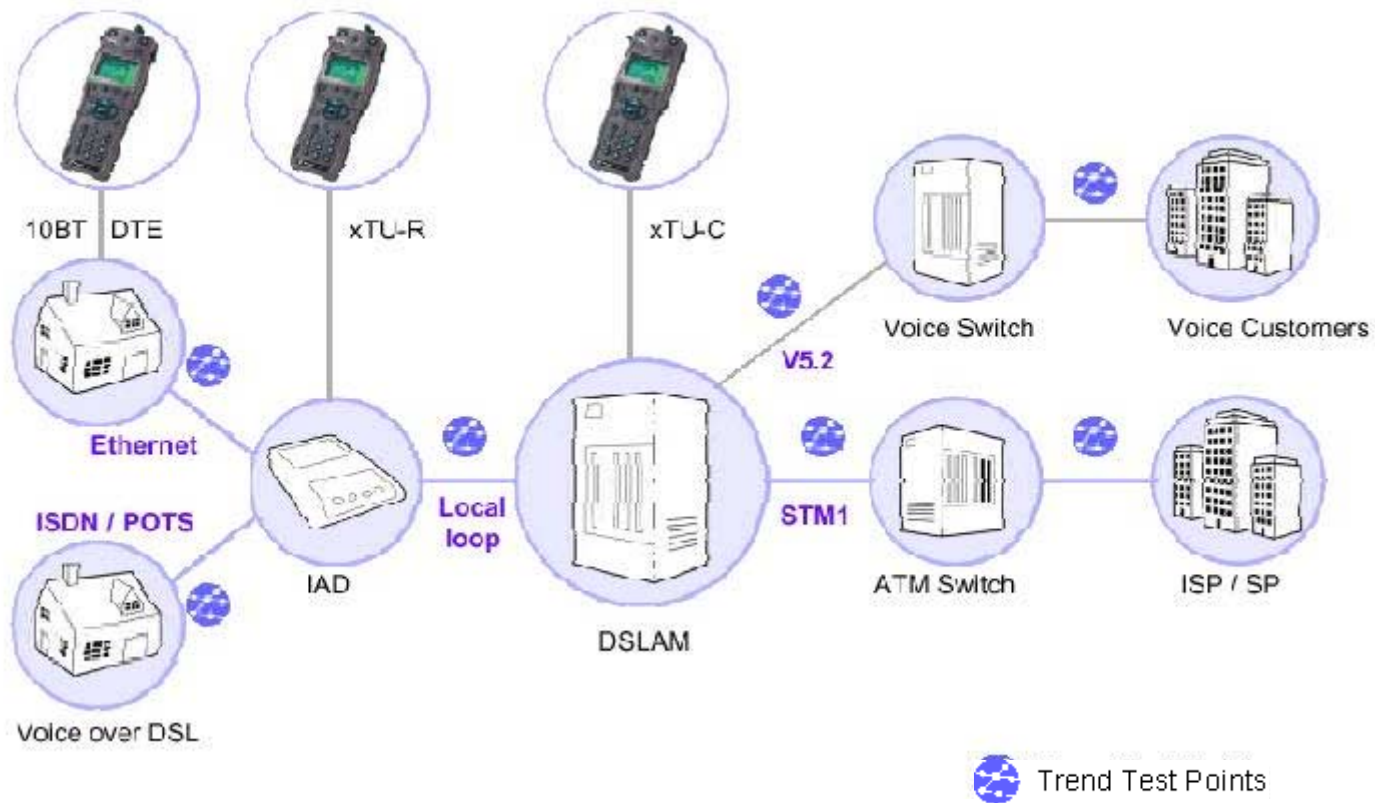 10BT DTE
xTU-R
xTU-C
Voice Switch
Voice Customers
V5.2
Ethernet
ISDN / POTS
Local
loop
STM1
IAD
ATM Switch
ISP / SP
DSLAM
Voice over DSL
Trend Test Points